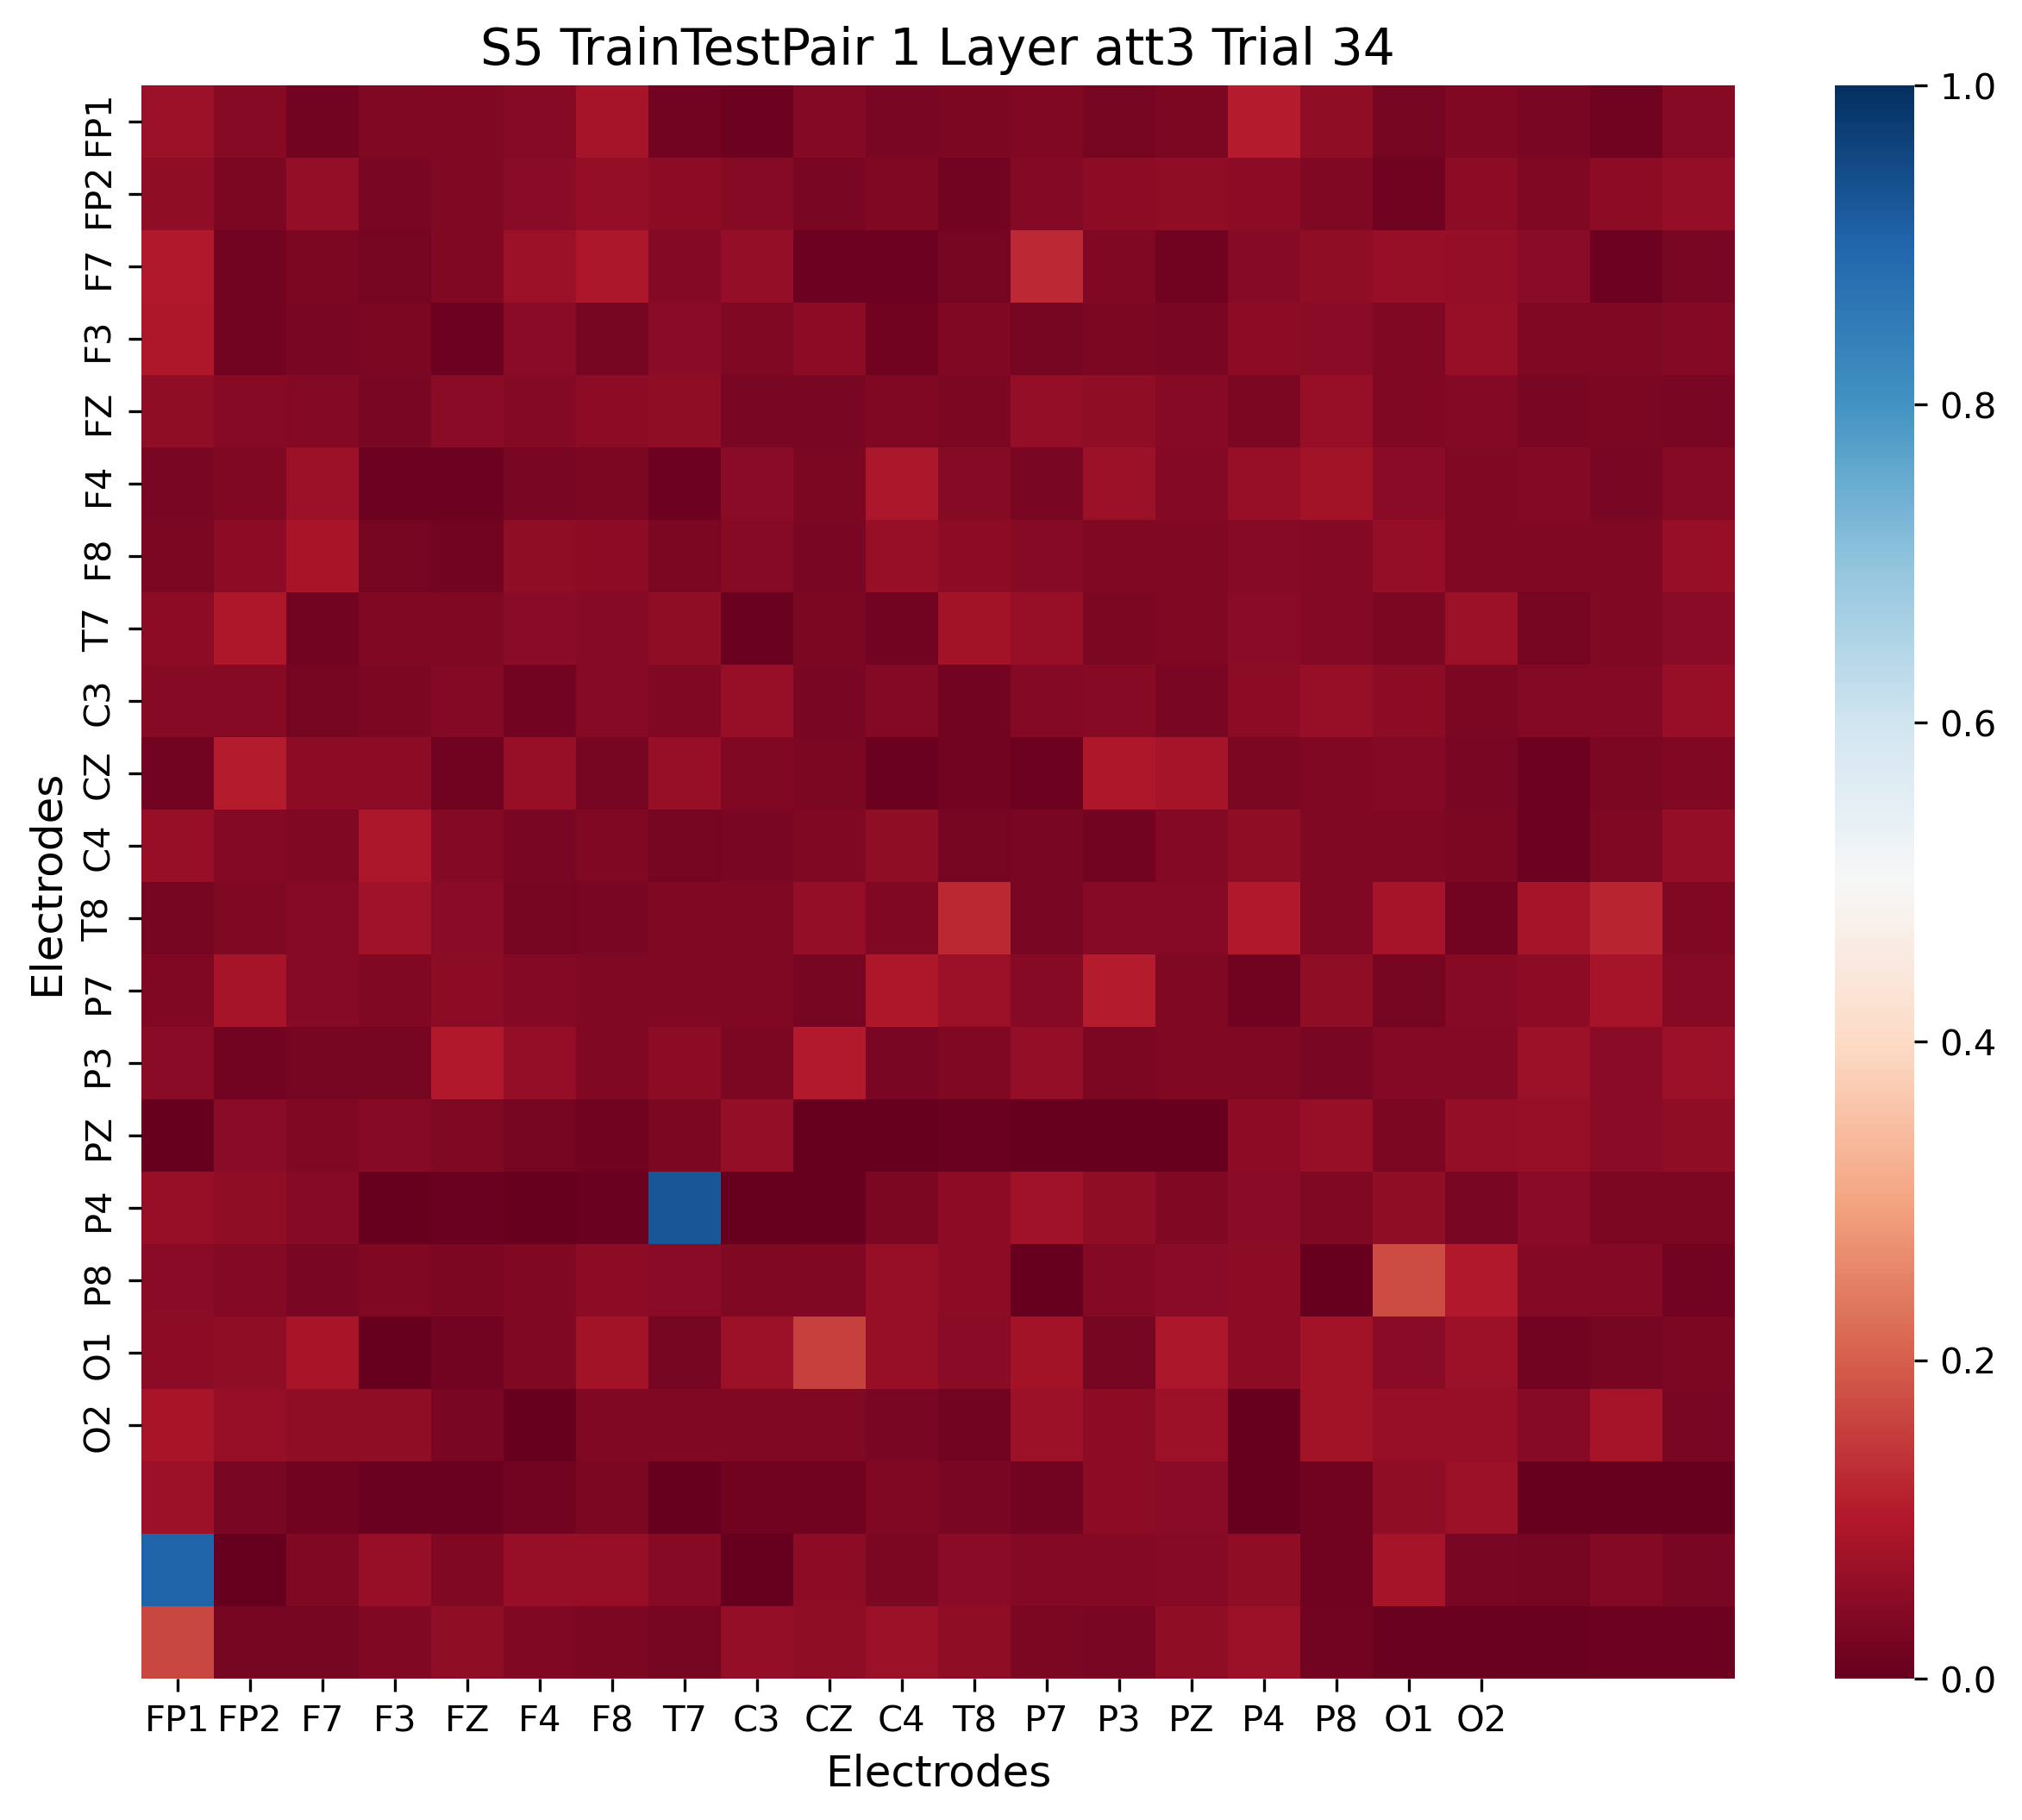 S5 TrainTestPair 1 Layer att3 Trial 34
Electrodes
FP1
FP2
F7
F3
FZ
F4
F8
T7
C3
CZ
C4
T8
P7
P3
PZ
P4
P8
O1
O2
FP1 FP2 F7 F3 FZ F4 F8 T7 C3 CZ C4 T8 P7 P3 PZ P4 P8 O1 O2
Electrodes
1.0
0.8
0.6
0.4
0.2
0.0